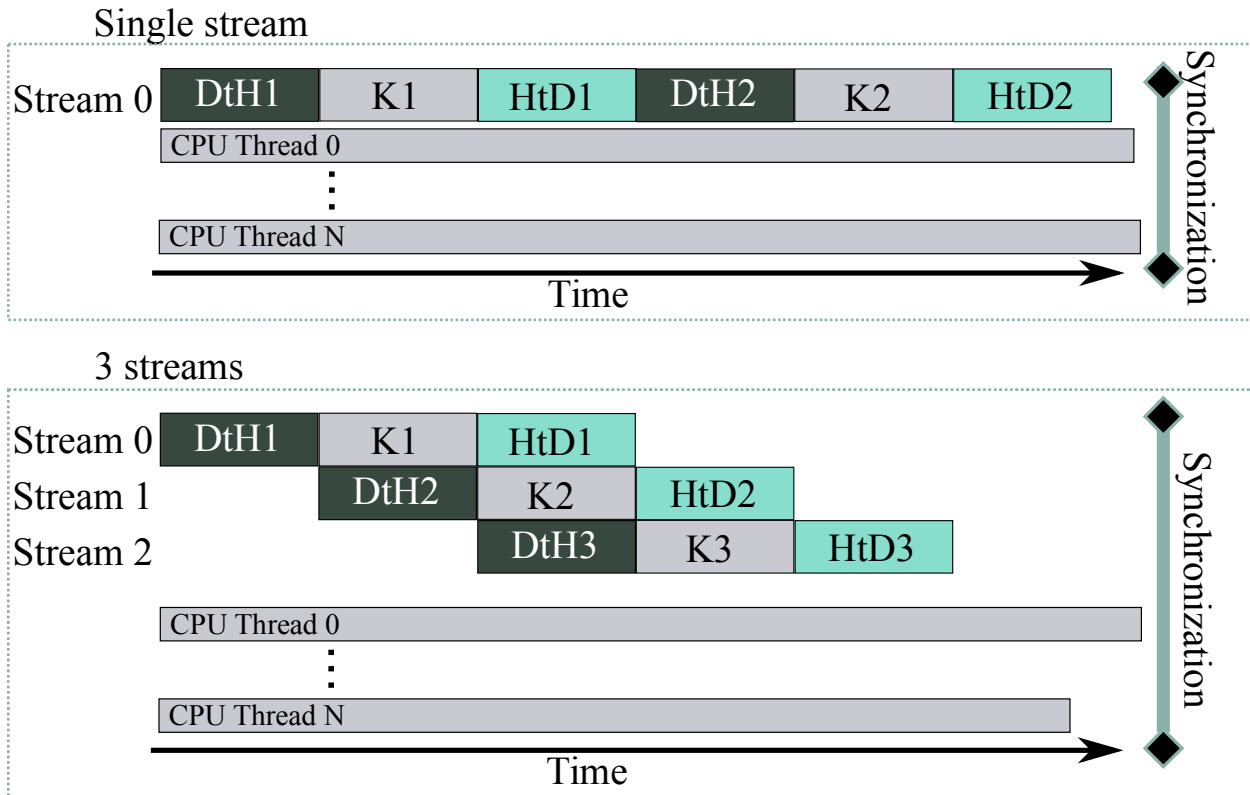 Single stream
Stream 0 DtH1 K1 HtD1 DtH2 K2 HtD2
CPU Thread 0
CPU Thread N
Time
Synchronization
3 streams
Stream 0 DtH1 K1 HtD1
Stream 1 DtH2 K2 HtD2
Stream 2 DtH3 K3 HtD3
CPU Thread 0
CPU Thread N
Time
Synchronization